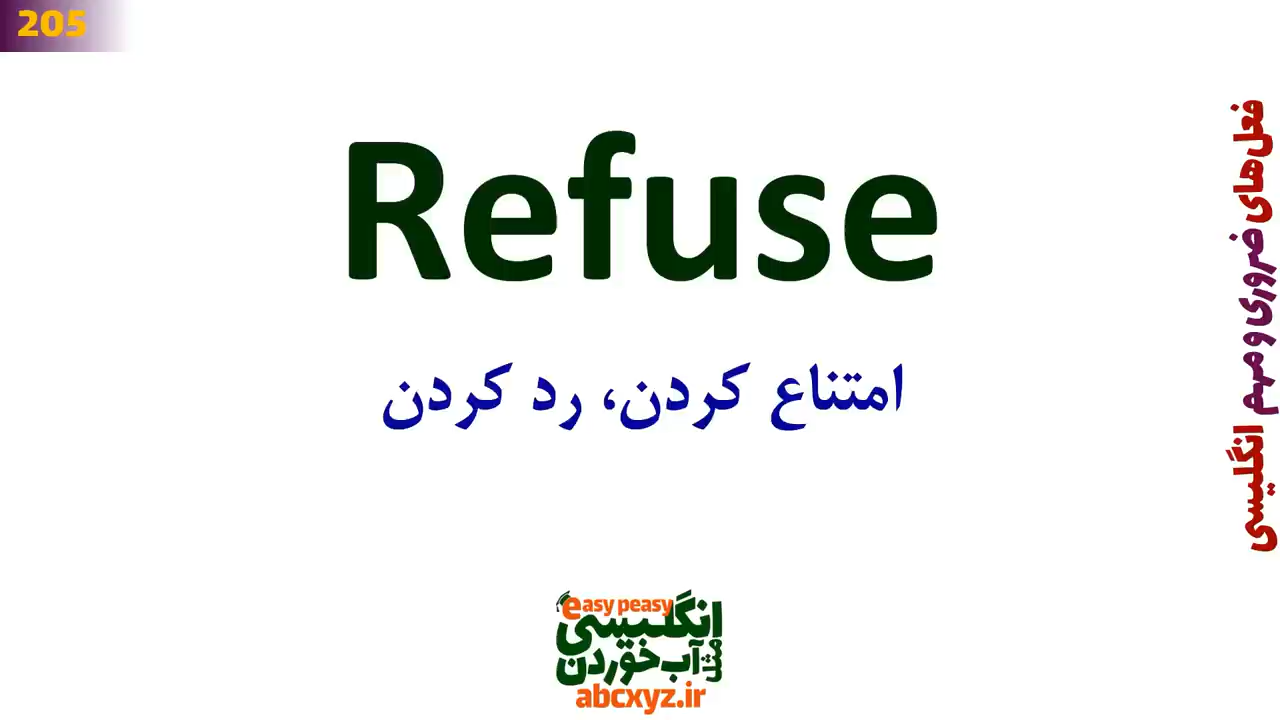 205
Refuse
امتناع کردن، رد کردن
فعل‌های ضروری و مهم انگلیسی
easy peasy
انگلیسی
مثل آب خوردن
abcxyz.ir